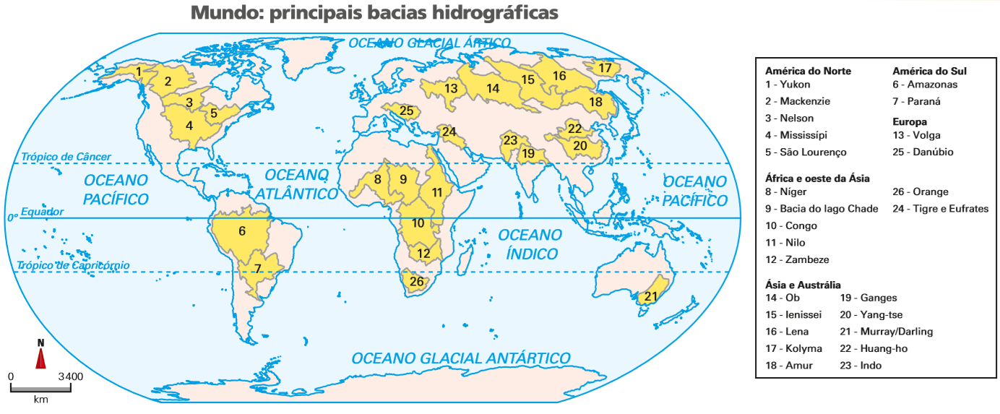 Mundo: principais bacias hidrográficas
OCEANO GLACIAL ÁRTICO
1
2
3
4
5
13
14
15
16
17
18
25
24
23
22
20
19
Trópico de Câncer
OCEANO
PACÍFICO
OCEANO
ATLÂNTICO
8
9
11
OCEANO
PACÍFICO
0º Equador
6
10
OCEANO
ÍNDICO
12
Trópico de Capricórnio
7
26
21
OCEANO GLACIAL ANTÁRTICO
N
0 3400
km
América do Norte
1 - Yukon
2 - Mackenzie
3 - Nelson
4 - Mississípi
5 - São Lourenço
América do Sul
6 - Amazonas
7 - Paraná
Europa
13 - Volga
25 - Danúbio
África e oeste da Ásia
8 - Níger
9 - Bacia do lago Chade
10 - Congo
11 - Nilo
12 - Zambeze
26 - Orange
24 - Tigre e Eufrates
Ásia e Austrália
14 - Ob
15 - Ienissei
16 - Lena
17 - Kolyma
18 - Amur
19 - Ganges
20 - Yang-tse
21 - Murray/Darling
22 - Huang-ho
23 - Indo